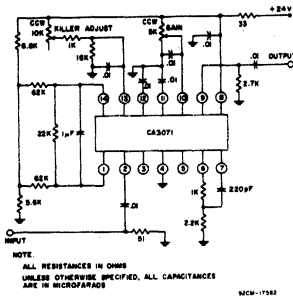 CCW
10K
KILLER ADJUST
1K
6.8K
16K
.01
CCW
5K
GAIN
.01
33
+24V
.01
.01
.01
OUTPUT
.01
2.7K
62K
14
13
12
11
10
9
8
22K
1µF
CA3071
62K
1
2
3
4
5
6
7
5.6K
.01
1K
220pF
2.2K
INPUT
51
NOTE.
ALL RESISTANCES IN OHMS
UNLESS OTHERWISE SPECIFIED, ALL CAPACITANCES
ARE IN MICROFARADS
92CM-17582